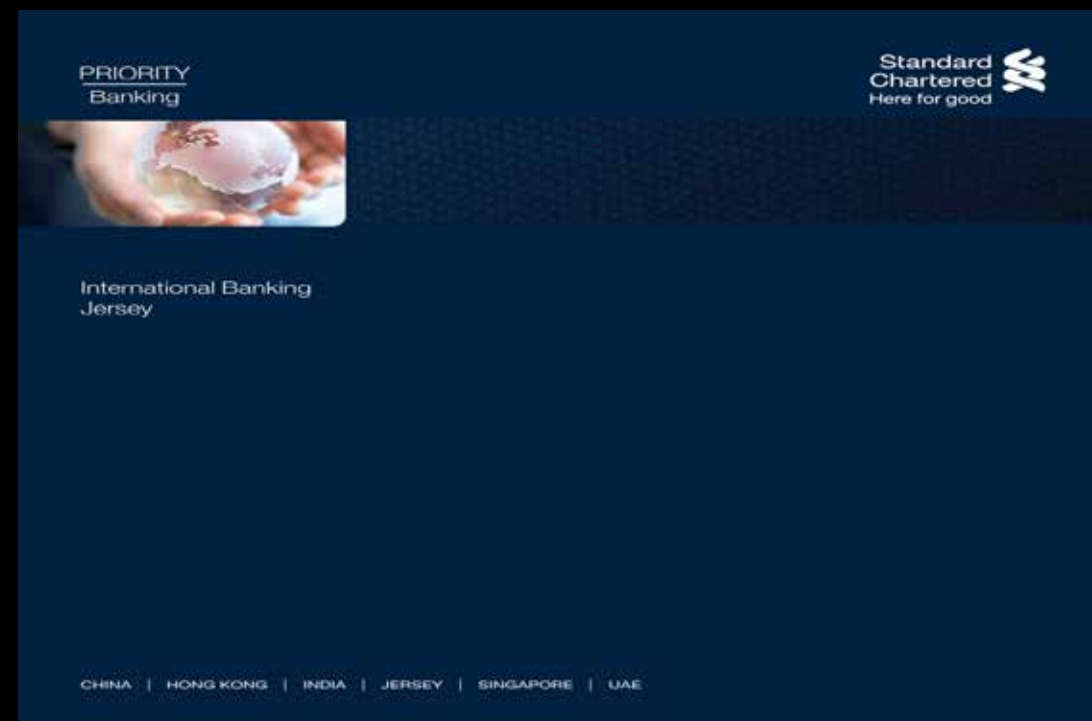 PRIORITY
Banking
Standard
Chartered
Here for good
International Banking
Jersey
CHINA | HONG KONG | INDIA | JERSEY | SINGAPORE | UAE